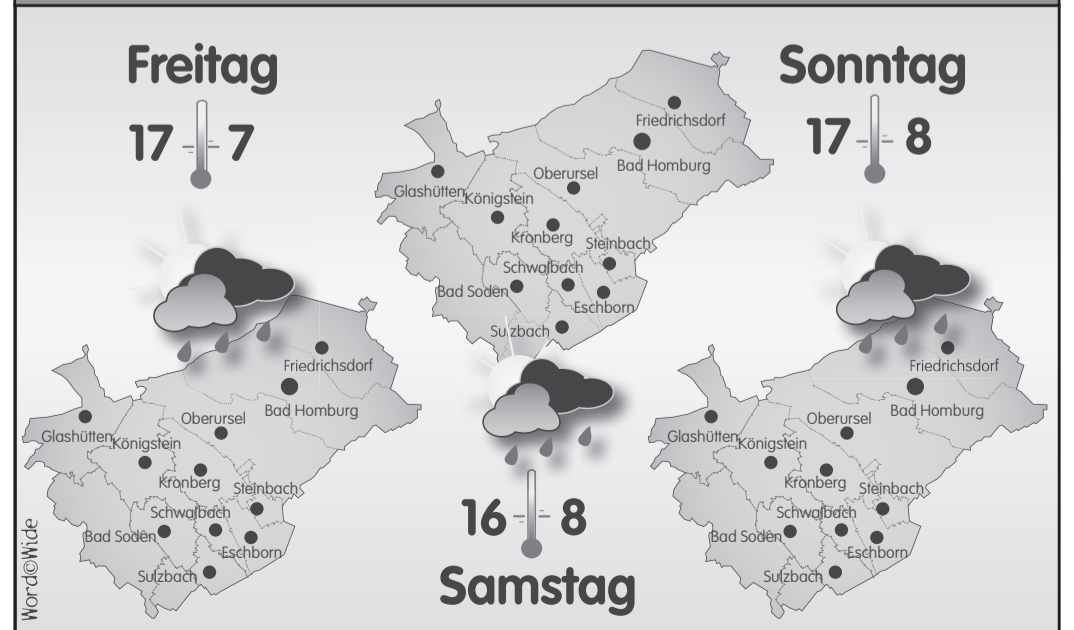 Freitag
17 7
Friedrichsdorf
Bad Homburg
Oberursel
Glashütten
Königstein
Kronberg
Steinbach
Schwalbach
Bad Soden
Eschborn
Sulzbach
Samstag
16 8
Friedrichsdorf
Bad Homburg
Oberursel
Glashütten
Königstein
Kronberg
Steinbach
Schwalbach
Bad Soden
Eschborn
Sulzbach
Sonntag
17 8
Friedrichsdorf
Bad Homburg
Oberursel
Glashütten
Königstein
Kronberg
Steinbach
Schwalbach
Bad Soden
Eschborn
Sulzbach
Word©Wide